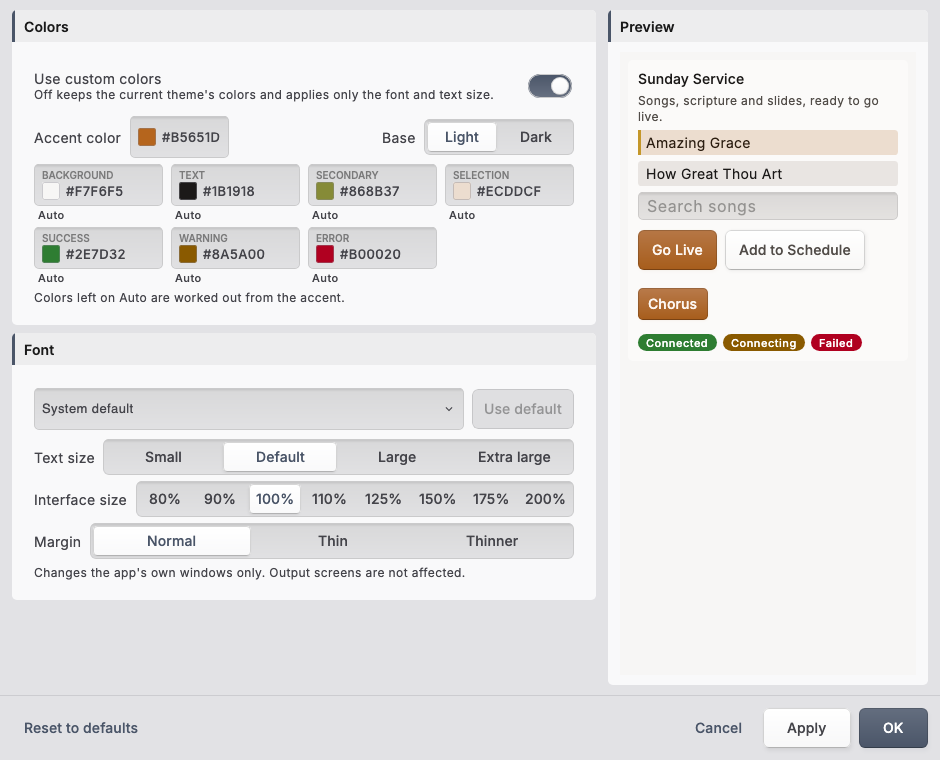 Colors
Use custom colors
Off keeps the current theme's colors and applies only the font and text size.
Accent color #B5651D Base Light Dark
BACKGROUND TEXT SECONDARY SELECTION
#F7F6F5 #1B1918 #868B37 #ECDDCF
Auto Auto Auto Auto
SUCCESS WARNING ERROR
#2E7D32 #8A5A00 #B00020
Auto Auto Auto
Colors left on Auto are worked out from the accent.
Font
System default Use default
Text size Small Default Large Extra large
Interface size 80% 90% 100% 110% 125% 150% 175% 200%
Margin Normal Thin Thinner
Changes the app's own windows only. Output screens are not affected.
Preview
Sunday Service
Songs, scripture and slides, ready to go
live.
Amazing Grace
How Great Thou Art
Search songs
Go Live Add to Schedule
Chorus
Connected Connecting Failed
Reset to defaults Cancel Apply OK